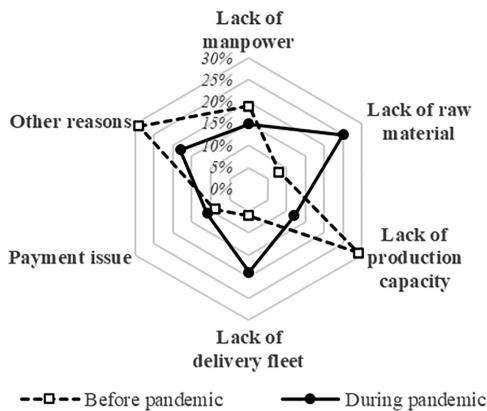 Lack of
manpower
30%
25%
20%
15%
10%
5%
0%
Lack of raw
material
Other reasons
Lack of
production
capacity
Payment issue
Lack of
delivery fleet
Before pandemic
During pandemic